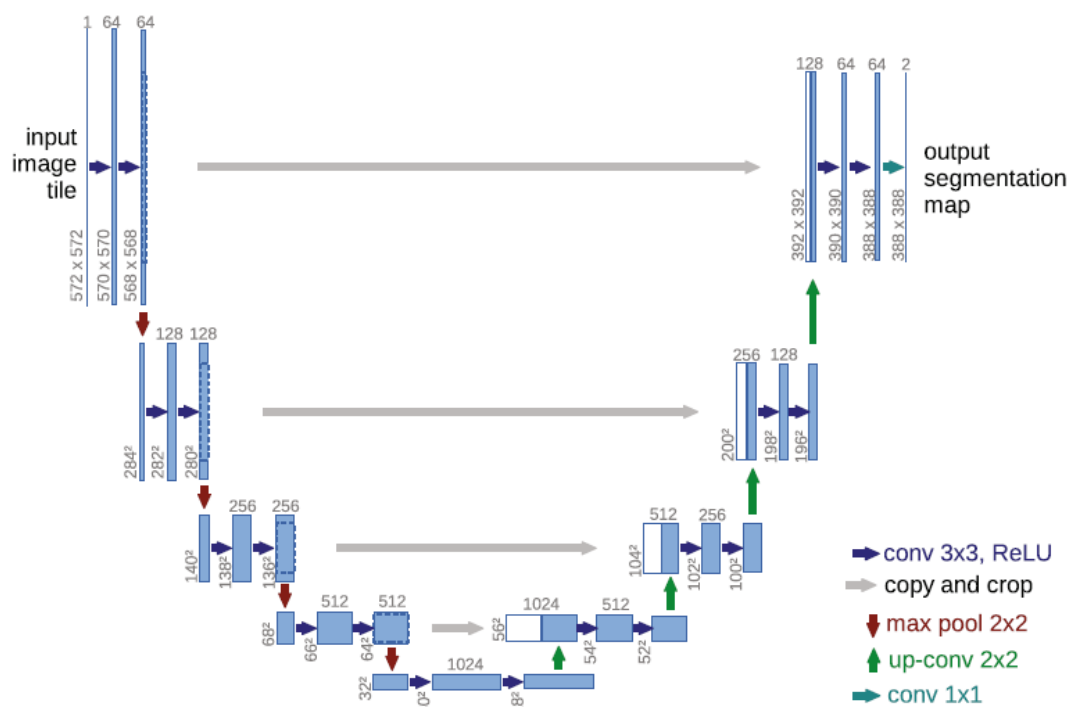 1 64 64
128 64 64 2
input
image
tile
output
segmentation
map
572 x 572
570 x 570
568 x 568
392 x 392
390 x 390
388 x 388
388 x 388
128 128
256 128
284²
282²
280²
200²
198²
196²
256 256
512 256
140²
138²
136²
104²
102²
100²
512 512
1024 512
68²
66²
64²
56²
54²
52²
1024
32²
0²
8²
conv 3x3, ReLU
copy and crop
max pool 2x2
up-conv 2x2
conv 1x1